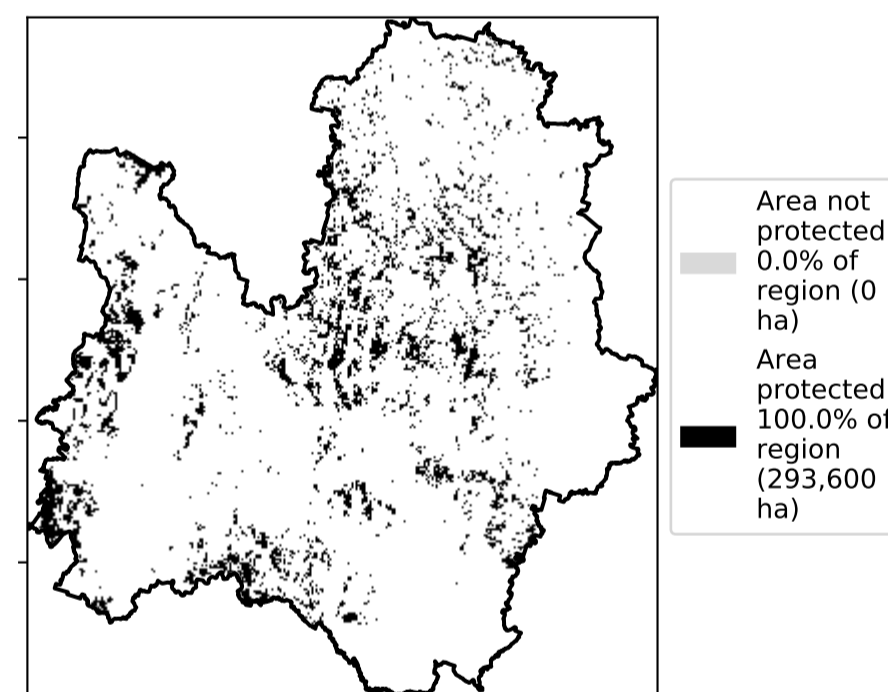 Area not
protected
0.0% of
region (0
ha)
Area
protected
100.0% of
region
(293,600
ha)